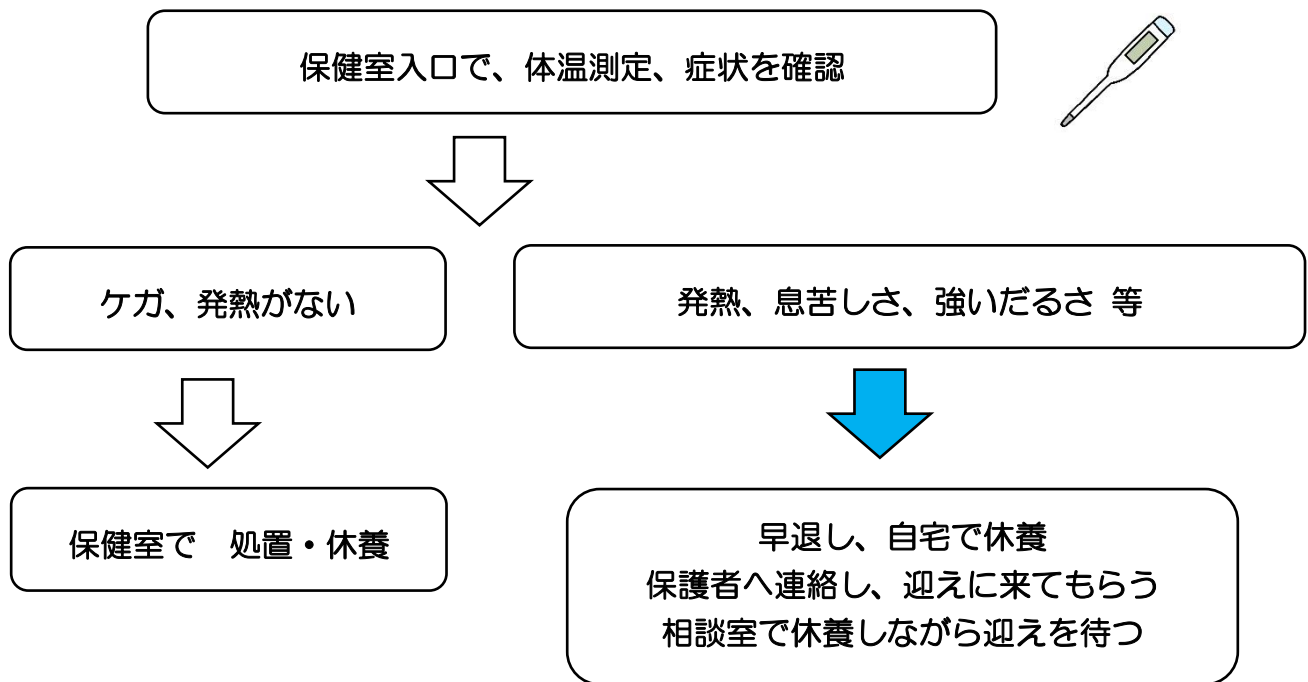 保健室入口で、体温測定、症状を確認
ケガ、発熱がない
発熱、息苦しさ、強いだるさ 等
保健室で　処置・休養
早退し、自宅で休養
保護者へ連絡し、迎えに来てもらう
相談室で休養しながら迎えを待つ